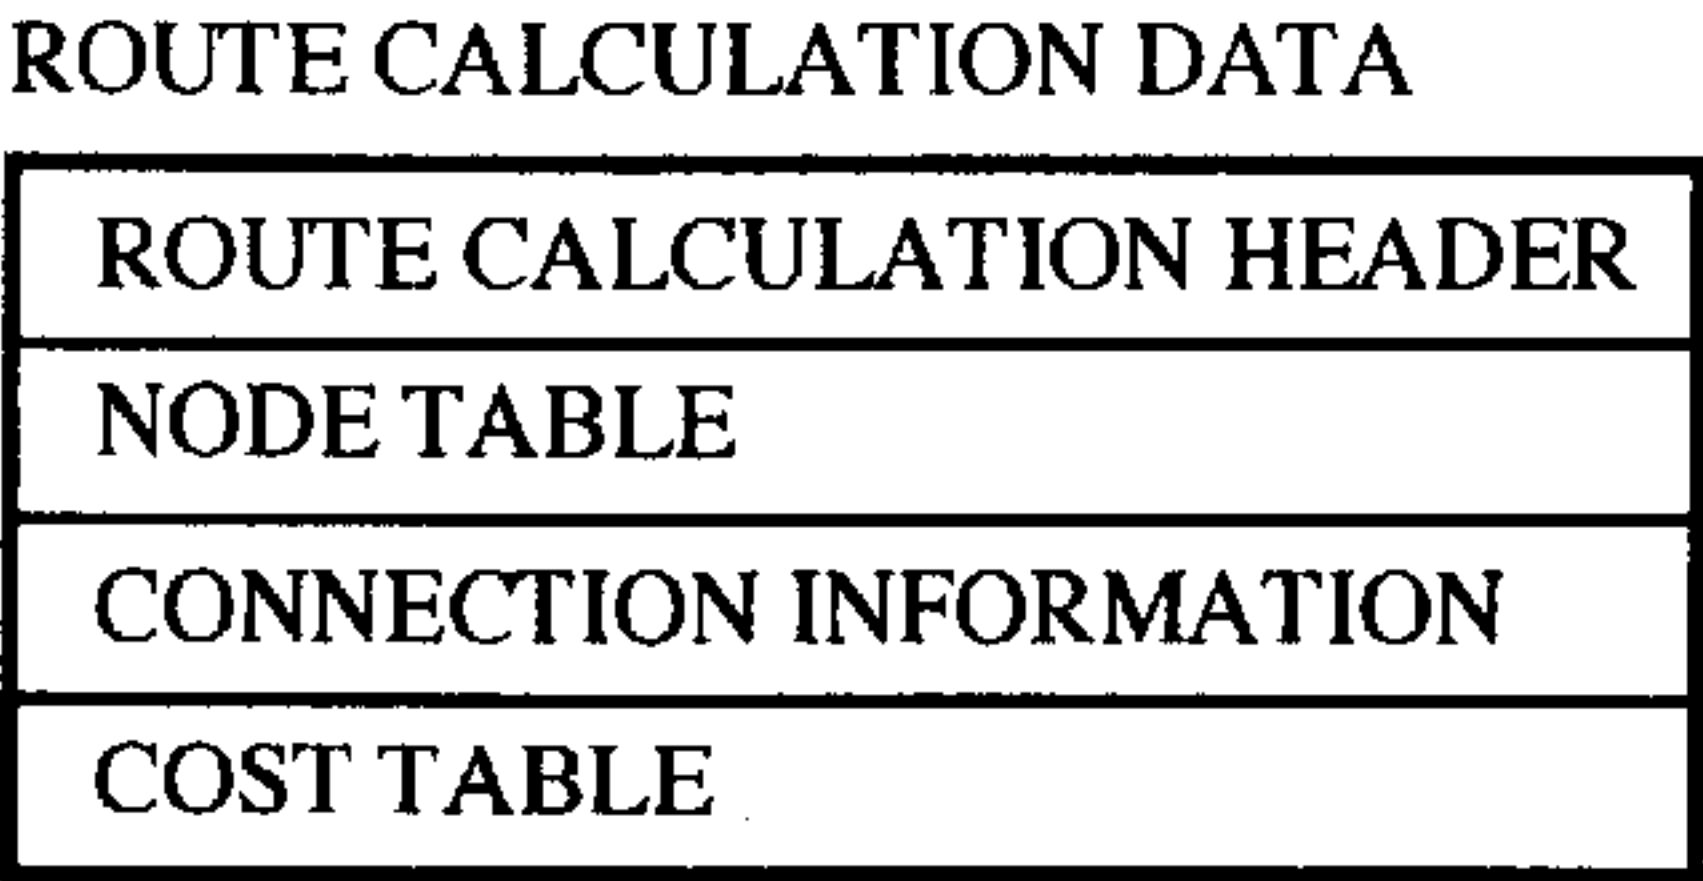 ROUTE CALCULATION DATA
ROUTE CALCULATION HEADER
NODE TABLE
CONNECTION INFORMATION
COST TABLE